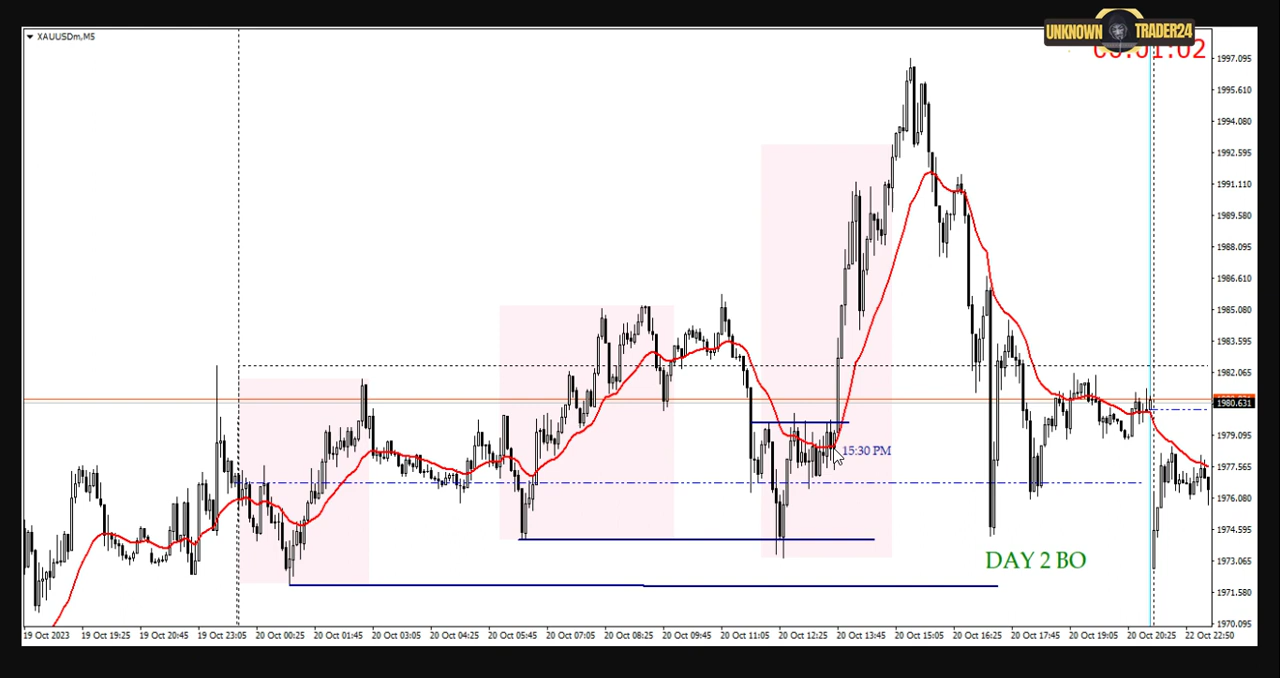 XAUUSDm,M5
UNKNOWN TRADER24
1997.095
1995.610
1994.080
1992.595
1991.110
1989.580
1988.095
1986.610
1985.080
1983.595
1982.065
1980.631
1979.095
1977.565
1976.080
1974.595
1973.065
1971.580
1970.095
15:30 PM
DAY 2 BO
19 Oct 2023
19 Oct 19:25
19 Oct 20:45
19 Oct 23:05
20 Oct 00:25
20 Oct 01:45
20 Oct 03:05
20 Oct 04:25
20 Oct 05:45
20 Oct 07:05
20 Oct 08:25
20 Oct 09:45
20 Oct 11:05
20 Oct 12:25
20 Oct 13:45
20 Oct 15:05
20 Oct 16:25
20 Oct 17:45
20 Oct 19:05
20 Oct 20:25
22 Oct 22:50